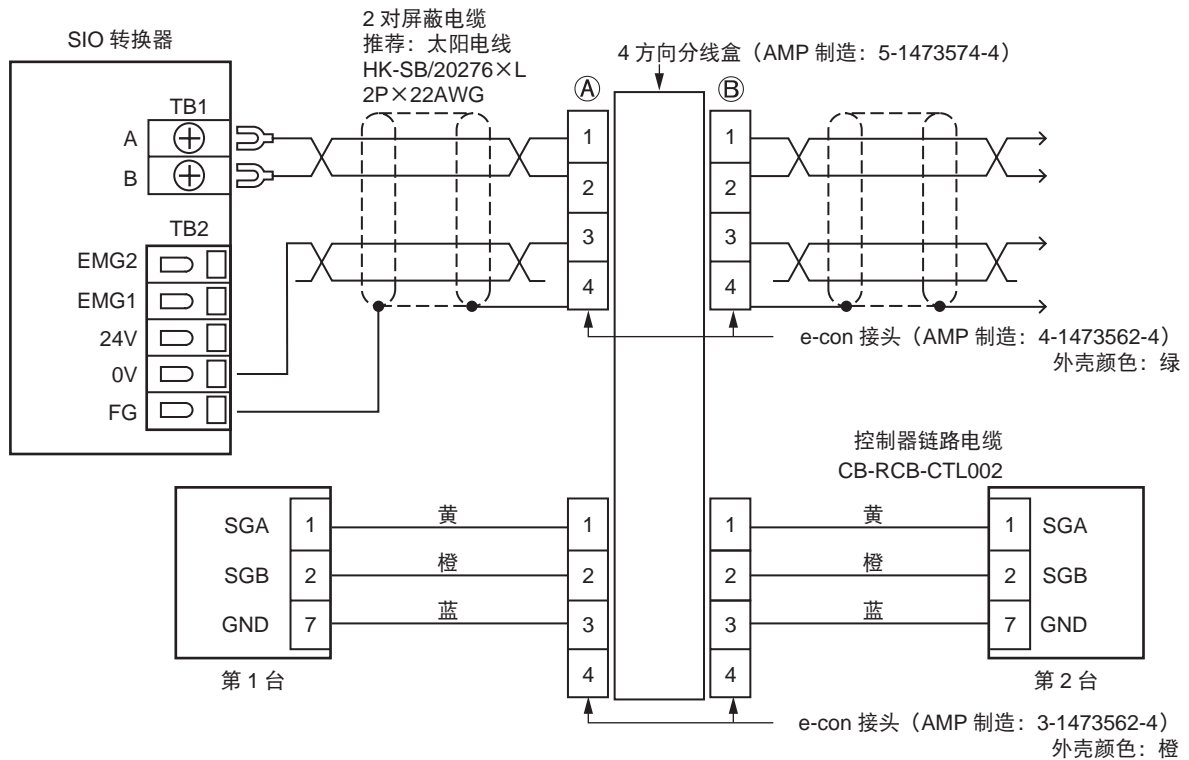 2 对屏蔽电缆
推荐：太阳电线
HK-SB/20276×L
2P×22AWG
SIO 转换器
4 方向分线盒（AMP 制造：5-1473574-4）
Ⓐ
Ⓑ
TB1
A
B
1
2
3
4
1
2
3
4
TB2
EMG2
EMG1
24V
0V
FG
e-con 接头（AMP 制造：4-1473562-4）
外壳颜色：绿
控制器链路电缆
CB-RCB-CTL002
SGA 1 黄 1
SGB 2 橙 2
GND 7 蓝 3
4
第 1 台
1 黄 1 SGA
2 橙 2 SGB
3 蓝 7 GND
4
第 2 台
e-con 接头（AMP 制造：3-1473562-4）
外壳颜色：橙